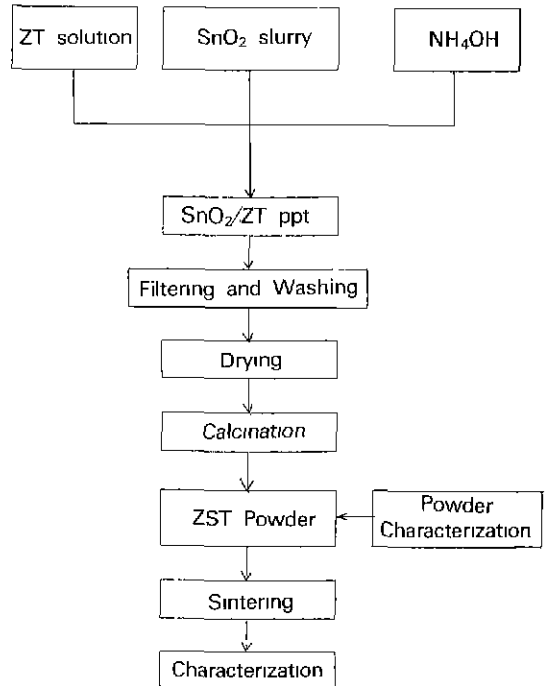 ZT solution
SnO₂ slurry
NH₄OH
SnO₂/ZT ppt
Filtering and Washing
Drying
Calcination
ZST Powder
Powder
Characterization
Sintering
Characterization